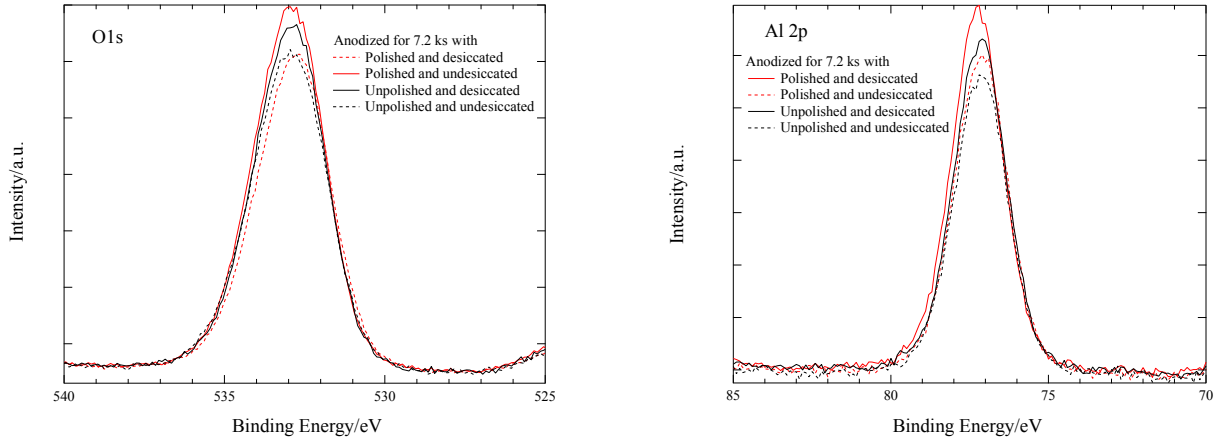 O1s
Anodized for 7.2 ks with
Polished and desiccated
Polished and undesiccated
Unpolished and desiccated
Unpolished and undesiccated
Intensity/a.u.
540
535
530
525
Binding Energy/eV
Al 2p
Anodized for 7.2 ks with
Polished and desiccated
Polished and undesiccated
Unpolished and desiccated
Unpolished and undesiccated
Intensity/a.u.
85
80
75
70
Binding Energy/eV